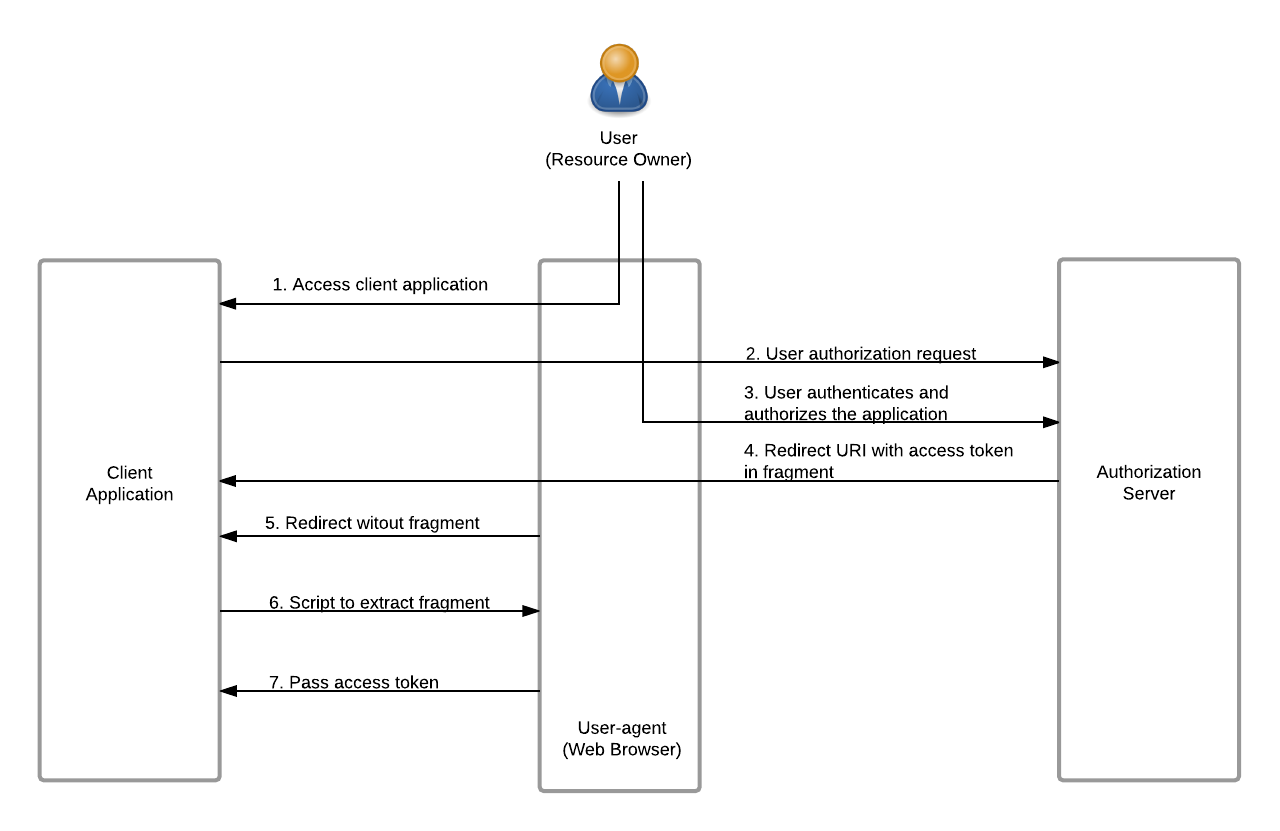 User
(Resource Owner)
1. Access client application
2. User authorization request
3. User authenticates and
authorizes the application
4. Redirect URI with access token
in fragment
Client
Application
Authorization
Server
5. Redirect witout fragment
6. Script to extract fragment
7. Pass access token
User-agent
(Web Browser)